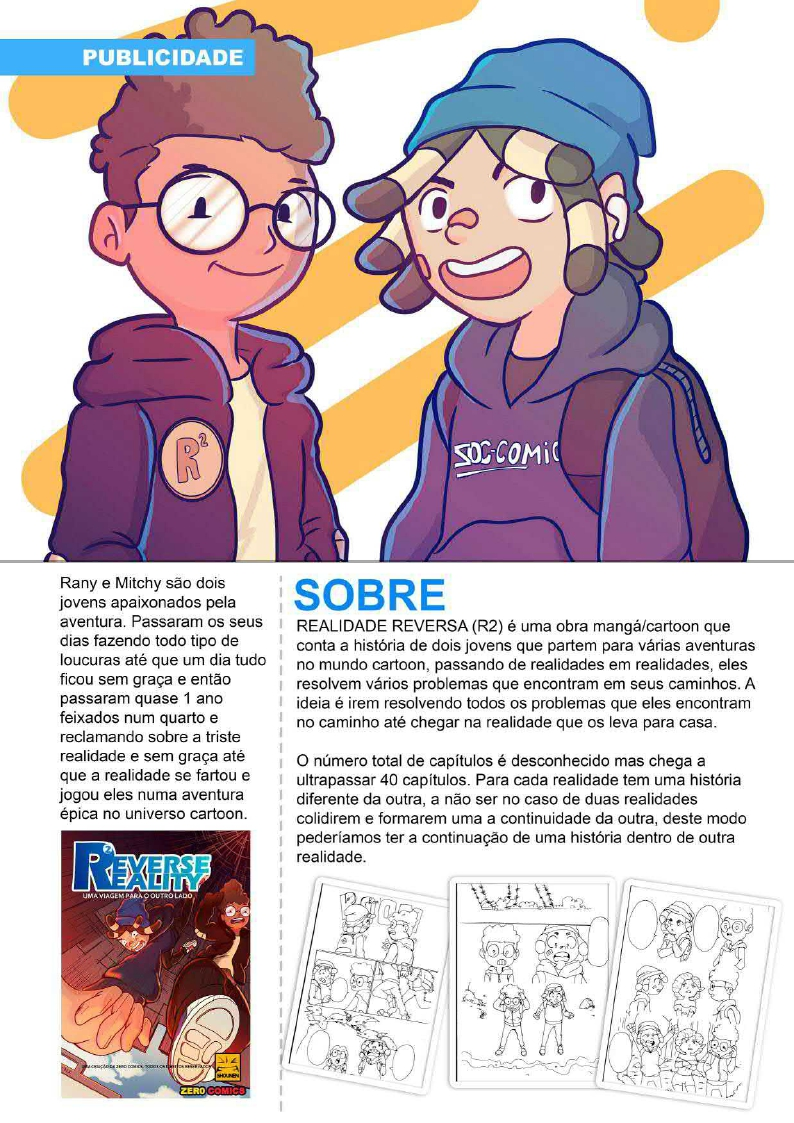 PUBLICIDADE
R2
SOC-COMIC
Rany e Mitchy são dois
jovens apaixonados pela
aventura. Passaram os seus
dias fazendo todo tipo de
loucuras até que um dia tudo
ficou sem graça e então
passaram quase 1 ano
feixados num quarto e
reclamando sobre a triste
realidade e sem graça até
que a realidade se fartou e
jogou eles numa aventura
épica no universo cartoon.
REVERSE
REALITY
UMA VIAGEM PARA O OUTRO LADO
SHOUNEN
ZERO COMICS
SOBRE
REALIDADE REVERSA (R2) é uma obra mangá/cartoon que
conta a história de dois jovens que partem para várias aventuras
no mundo cartoon, passando de realidades em realidades, eles
resolvem vários problemas que encontram em seus caminhos. A
ideia é irem resolvendo todos os problemas que eles encontram
no caminho até chegar na realidade que os leva para casa.
O número total de capítulos é desconhecido mas chega a
ultrapassar 40 capítulos. Para cada realidade tem uma história
diferente da outra, a não ser no caso de duas realidades
colidirem e formarem uma a continuidade da outra, deste modo
pederíamos ter a continuação de uma história dentro de outra
realidade.